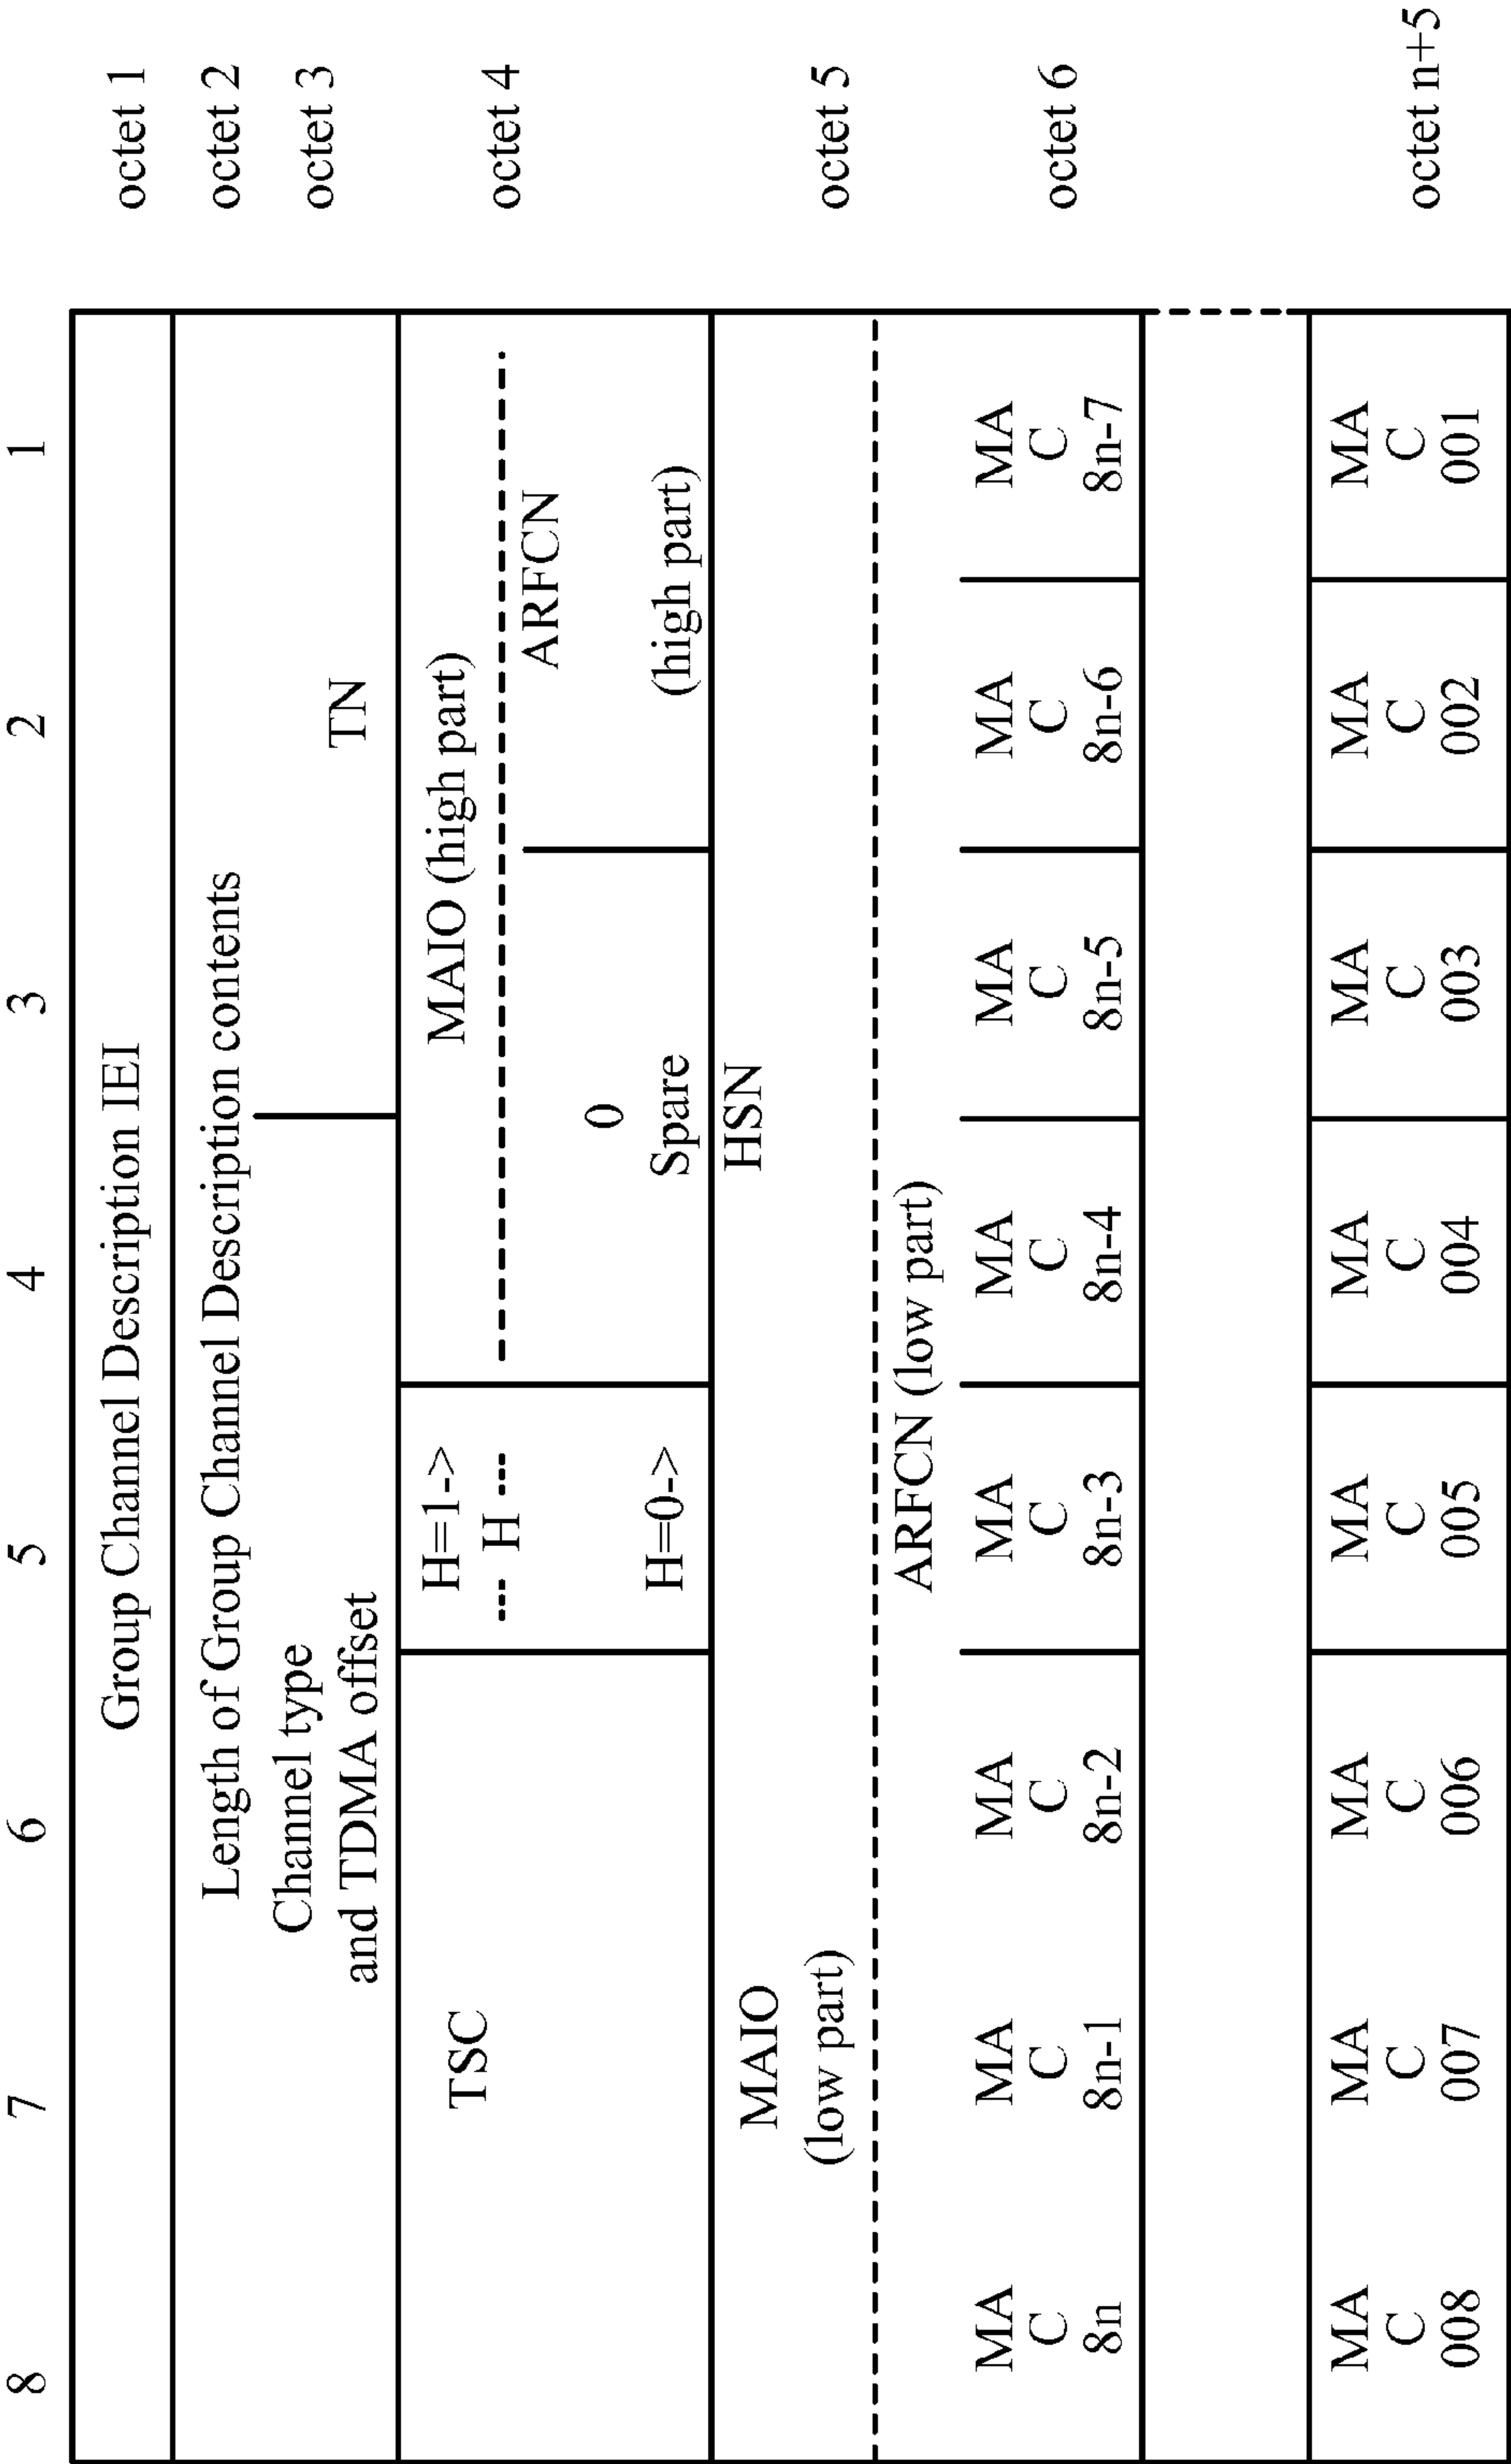 8 7 6 5 4 3 2 1
Group Channel Description IEI octet 1
Length of Group Channel Description contents octet 2
Channel type
and TDMA offset
TN
octet 3
TSC
H=1->
H
H=0->
MAIO (high part)
ARFCN
(high part)
0
Spare
octet 4
MAIO
(low part)
HSN
octet 5
ARFCN (low part)
MA MA MA MA MA MA MA MA
C C C C C C C C
8n 8n-1 8n-2 8n-3 8n-4 8n-5 8n-6 8n-7
octet 6
MA MA MA MA MA MA MA MA
C C C C C C C C
008 007 006 005 004 003 002 001
octet n+5